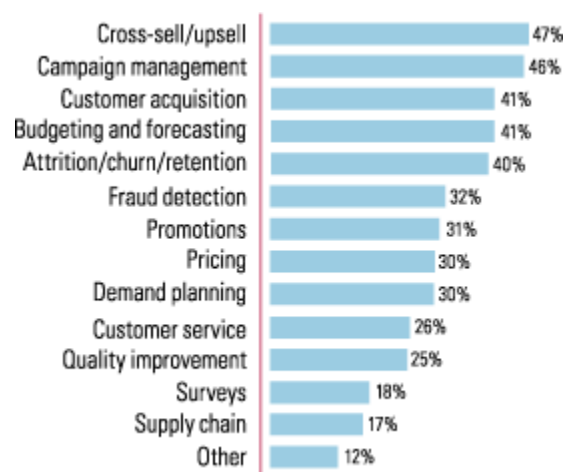 Cross-sell/upsell 47%
Campaign management 46%
Customer acquisition 41%
Budgeting and forecasting 41%
Attrition/churn/retention 40%
Fraud detection 32%
Promotions 31%
Pricing 30%
Demand planning 30%
Customer service 26%
Quality improvement 25%
Surveys 18%
Supply chain 17%
Other 12%